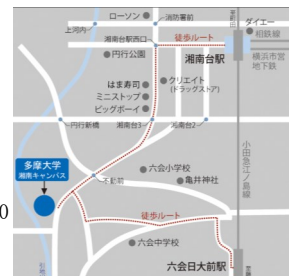 ローソン
消防署前
ダイエー
相鉄線
上河内
湘南台駅西口
徒歩ルート
湘南台駅
横浜市営
地下鉄
円行公園
はま寿司
ミニストップ
ビッグボーイ
クリエイト
(ドラッグストア)
円行新橋
湘南台3
湘南台2
小田急江ノ島線
多摩大学
湘南キャンパス
不動前
六会小学校
亀井神社
徒歩ルート
六会中学校
六会日大前駅